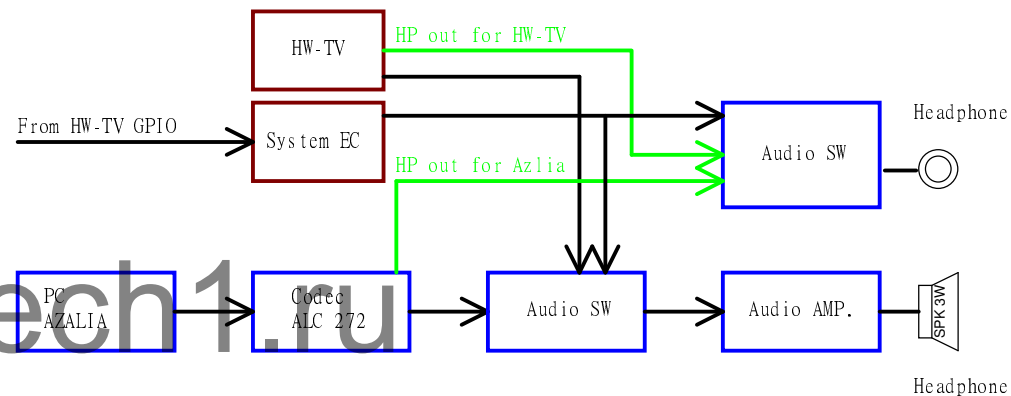 HW-TV
HP out for HW-TV
From HW-TV GPIO
System EC
Headphone
Audio SW
HP out for Azlia
PC
AZALIA
Codec
ALC 272
Audio SW
Audio AMP.
SPK 3W
ech1.ru
Headphone